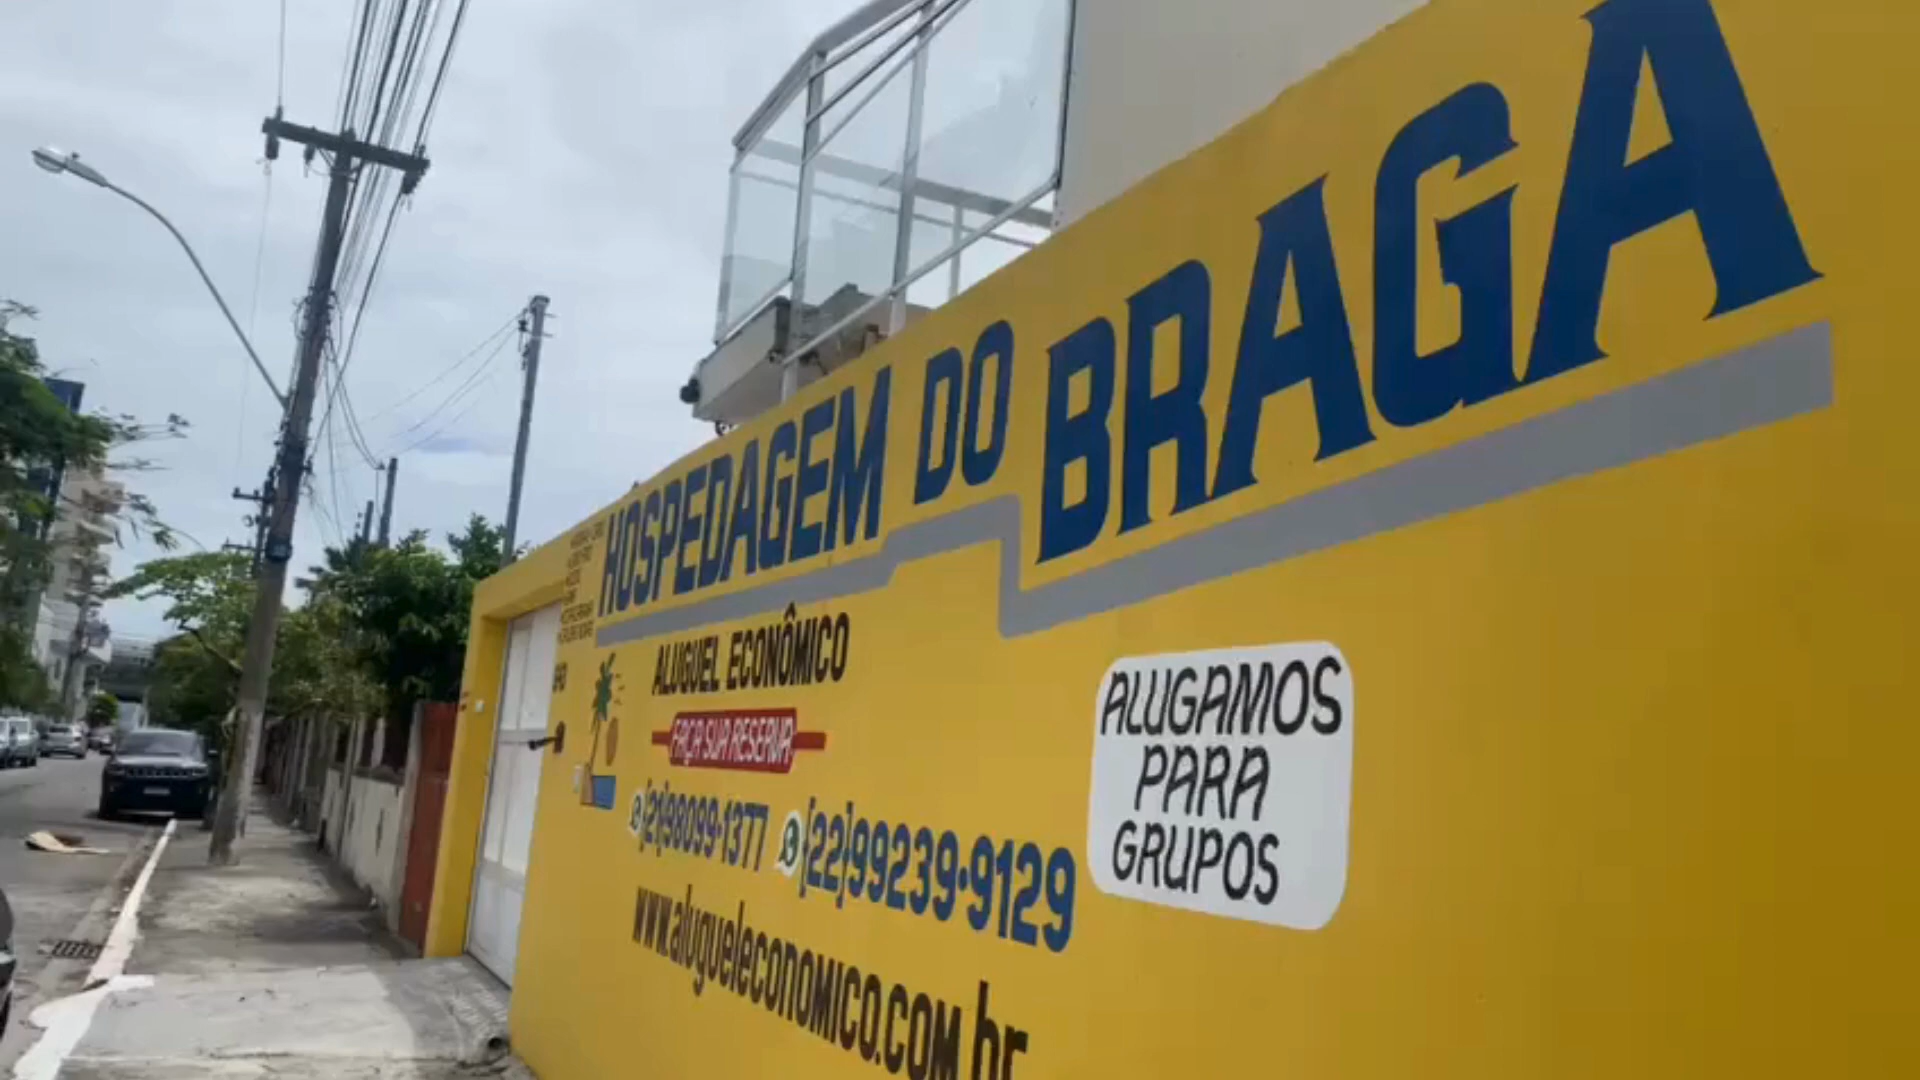 HOSPEDAGEM DO BRAGA
ALUGUEL ECONÔMICO
FAÇA SUA RESERVA
(21)98099-1377 (22)99239-9129
www.alugueleconomico.com.br
ALUGAMOS
PARA
GRUPOS